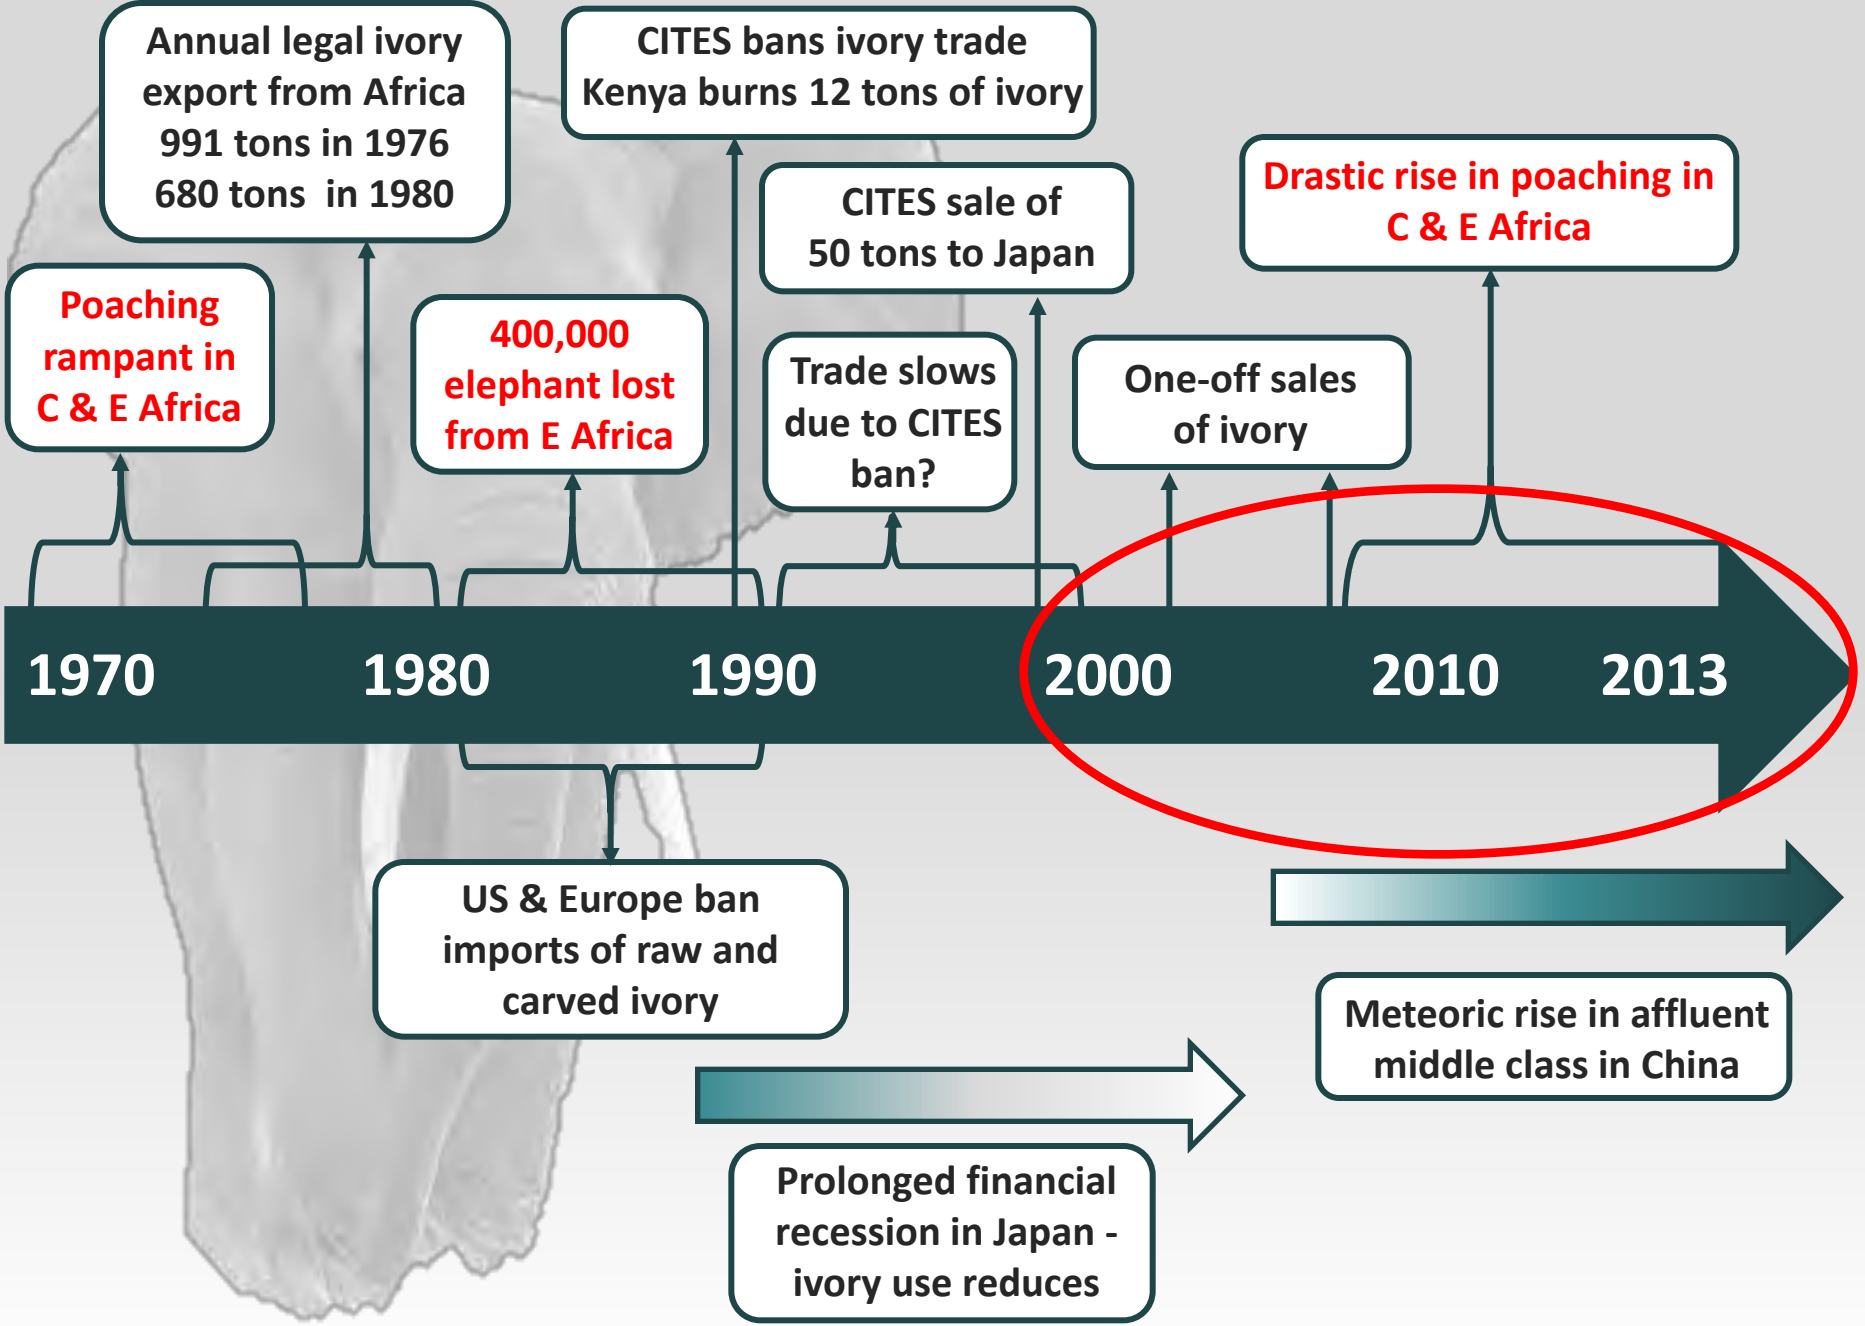 Annual legal ivory
export from Africa
991 tons in 1976
680 tons  in 1980
CITES bans ivory trade
Kenya burns 12 tons of ivory
CITES sale of
50 tons to Japan
Drastic rise in poaching in
C & E Africa
Poaching
rampant in
C & E Africa
400,000
elephant lost
from E Africa
Trade slows
due to CITES
ban?
One-off sales
of ivory
1970
1980
1990
2000
2010
2013
US & Europe ban
imports of raw and
carved ivory
Meteoric rise in affluent
middle class in China
Prolonged financial
recession in Japan -
ivory use reduces